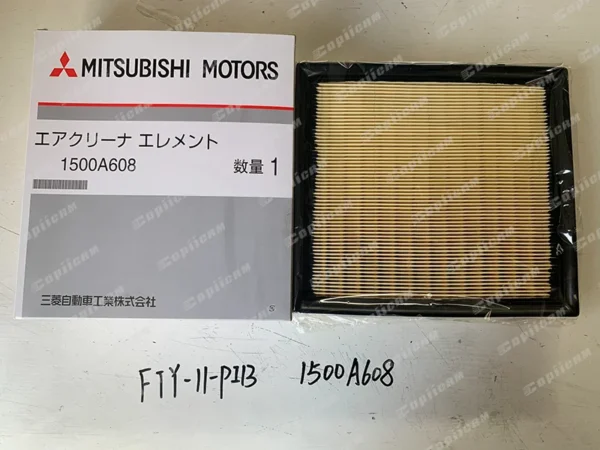 MITSUBISHI MOTORS
エアクリーナ エレメント
1500A608
数量 1
三菱自動車工業株式会社
FTY-11-P113 1500A608
Copiicam